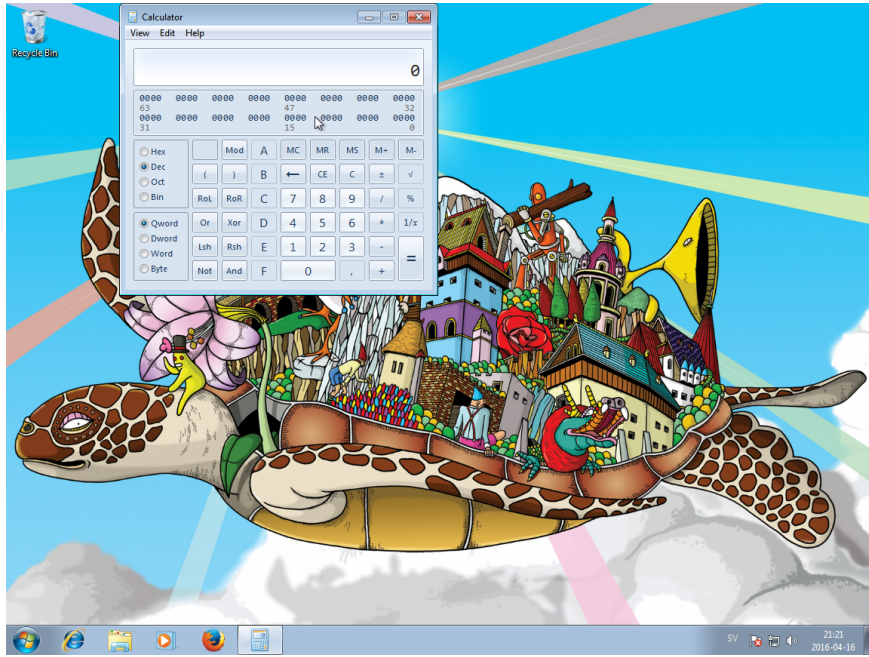 Calculator
Recycle Bin
View Edit Help
0
0000 0000 0000 0000 0000 0000 0000 0000
63 47 32
0000 0000 0000 0000 0000 0000 0000 0000
31 15 0
Hex
Dec
Oct
Bin
Mod A MC MR MS M+ M-
( ) B ← CE C ± √
RoL RoR C 7 8 9 / %
Qword
Dword
Word
Byte
Or Xor D 4 5 6 * 1/x
Lsh Rsh E 1 2 3 - =
Not And F 0 , +
SV
21:21
2016-04-16